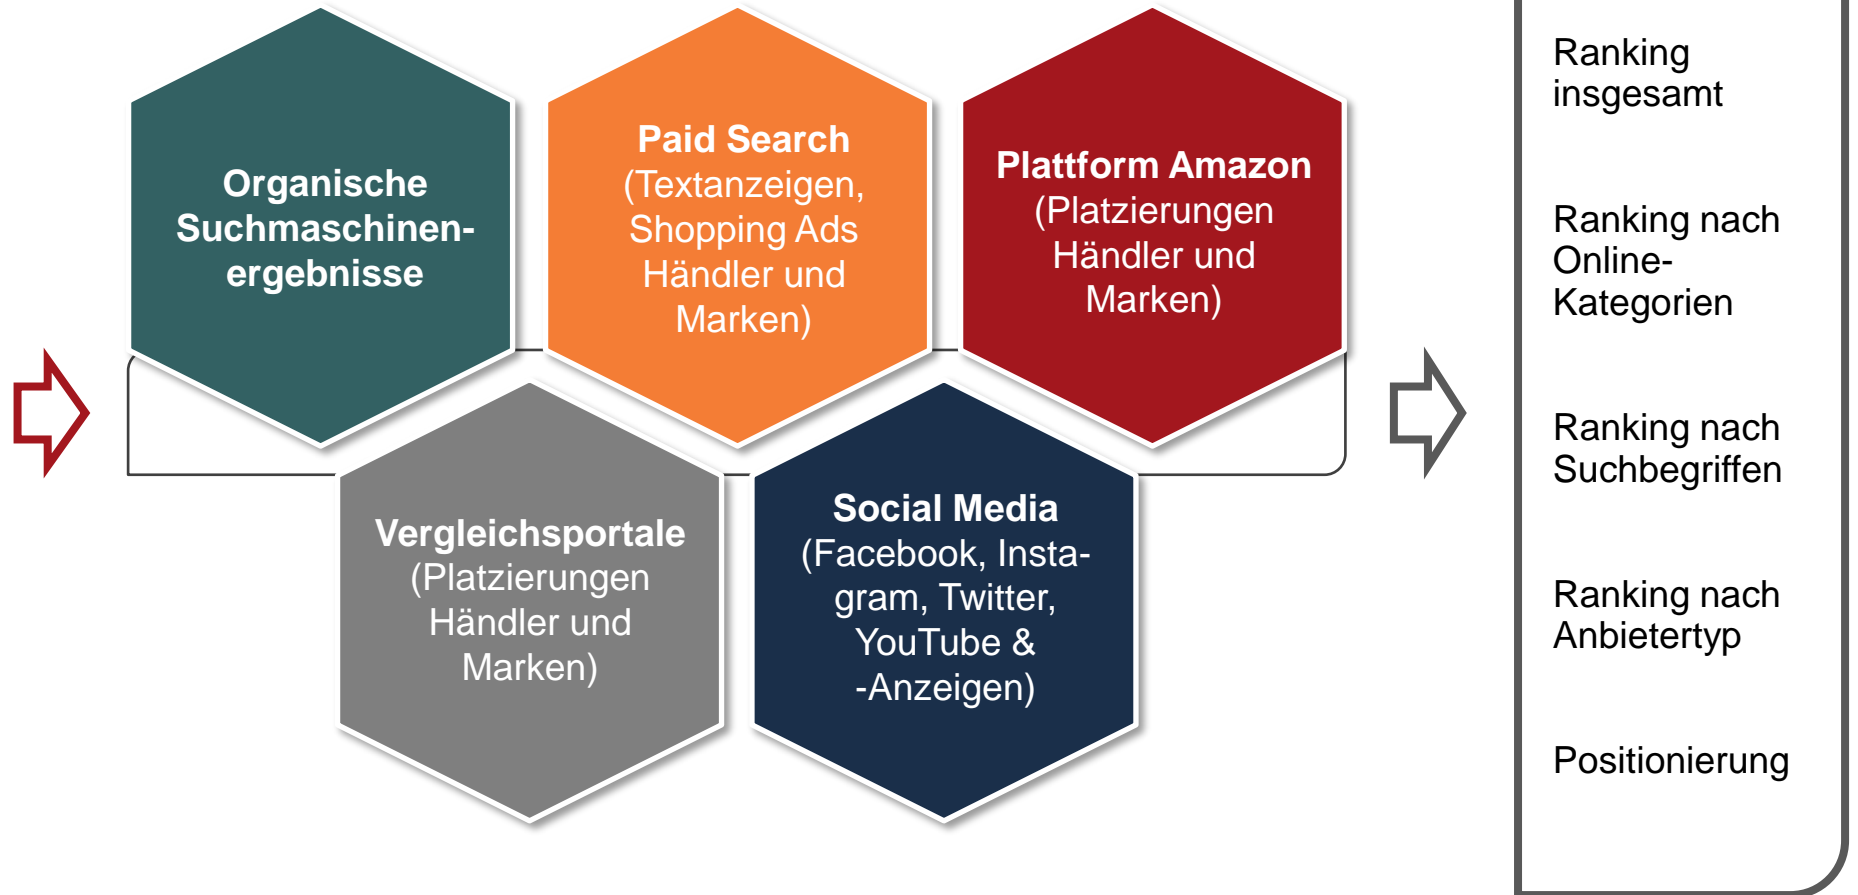 Organische
Suchmaschinen-
ergebnisse
Paid Search
(Textanzeigen,
Shopping Ads
Händler und
Marken)
Plattform Amazon
(Platzierungen
Händler und
Marken)
Vergleichsportale
(Platzierungen
Händler und
Marken)
Social Media
(Facebook, Insta-
gram, Twitter,
YouTube &
-Anzeigen)
Ranking
insgesamt
Ranking nach
Online-
Kategorien
Ranking nach
Suchbegriffen
Ranking nach
Anbietertyp
Positionierung